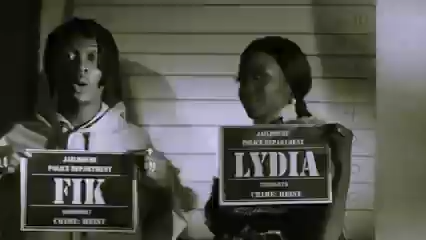 JAILHOUSE
POLICE DEPARTMENT
FIK
CRIME: HEIST
JAILHOUSE
POLICE DEPARTMENT
LYDIA
CRIME: HEIST